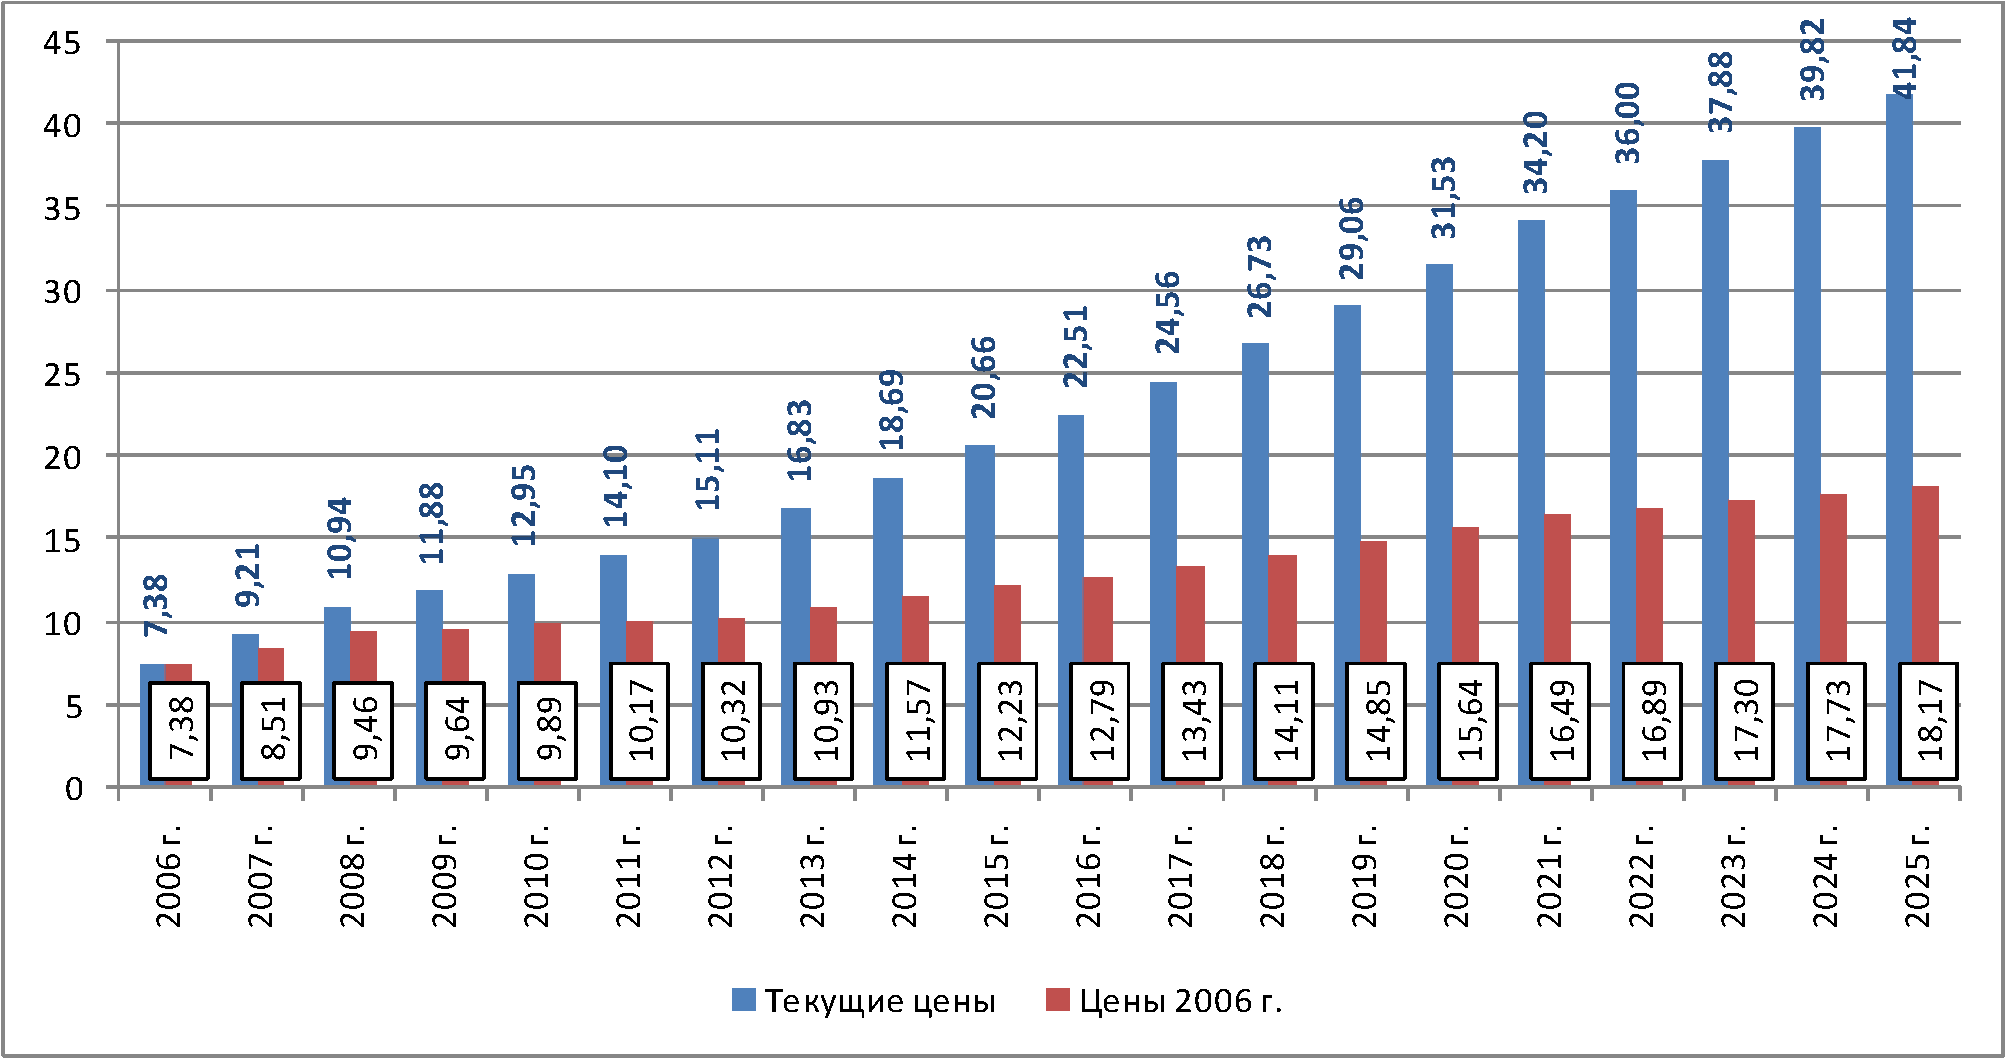 45
40
35
30
25
20
15
10
5
0
7,38
9,21
10,94
11,88
12,95
14,10
15,11
16,83
18,69
20,66
22,51
24,56
26,73
29,06
31,53
34,20
36,00
37,88
39,82
41,84
7,38
8,51
9,46
9,64
9,89
10,17
10,32
10,93
11,57
12,23
12,79
13,43
14,11
14,85
15,64
16,49
16,89
17,30
17,73
18,17
2006 г.
2007 г.
2008 г.
2009 г.
2010 г.
2011 г.
2012 г.
2013 г.
2014 г.
2015 г.
2016 г.
2017 г.
2018 г.
2019 г.
2020 г.
2021 г.
2022 г.
2023 г.
2024 г.
2025 г.
Текущие цены
Цены 2006 г.